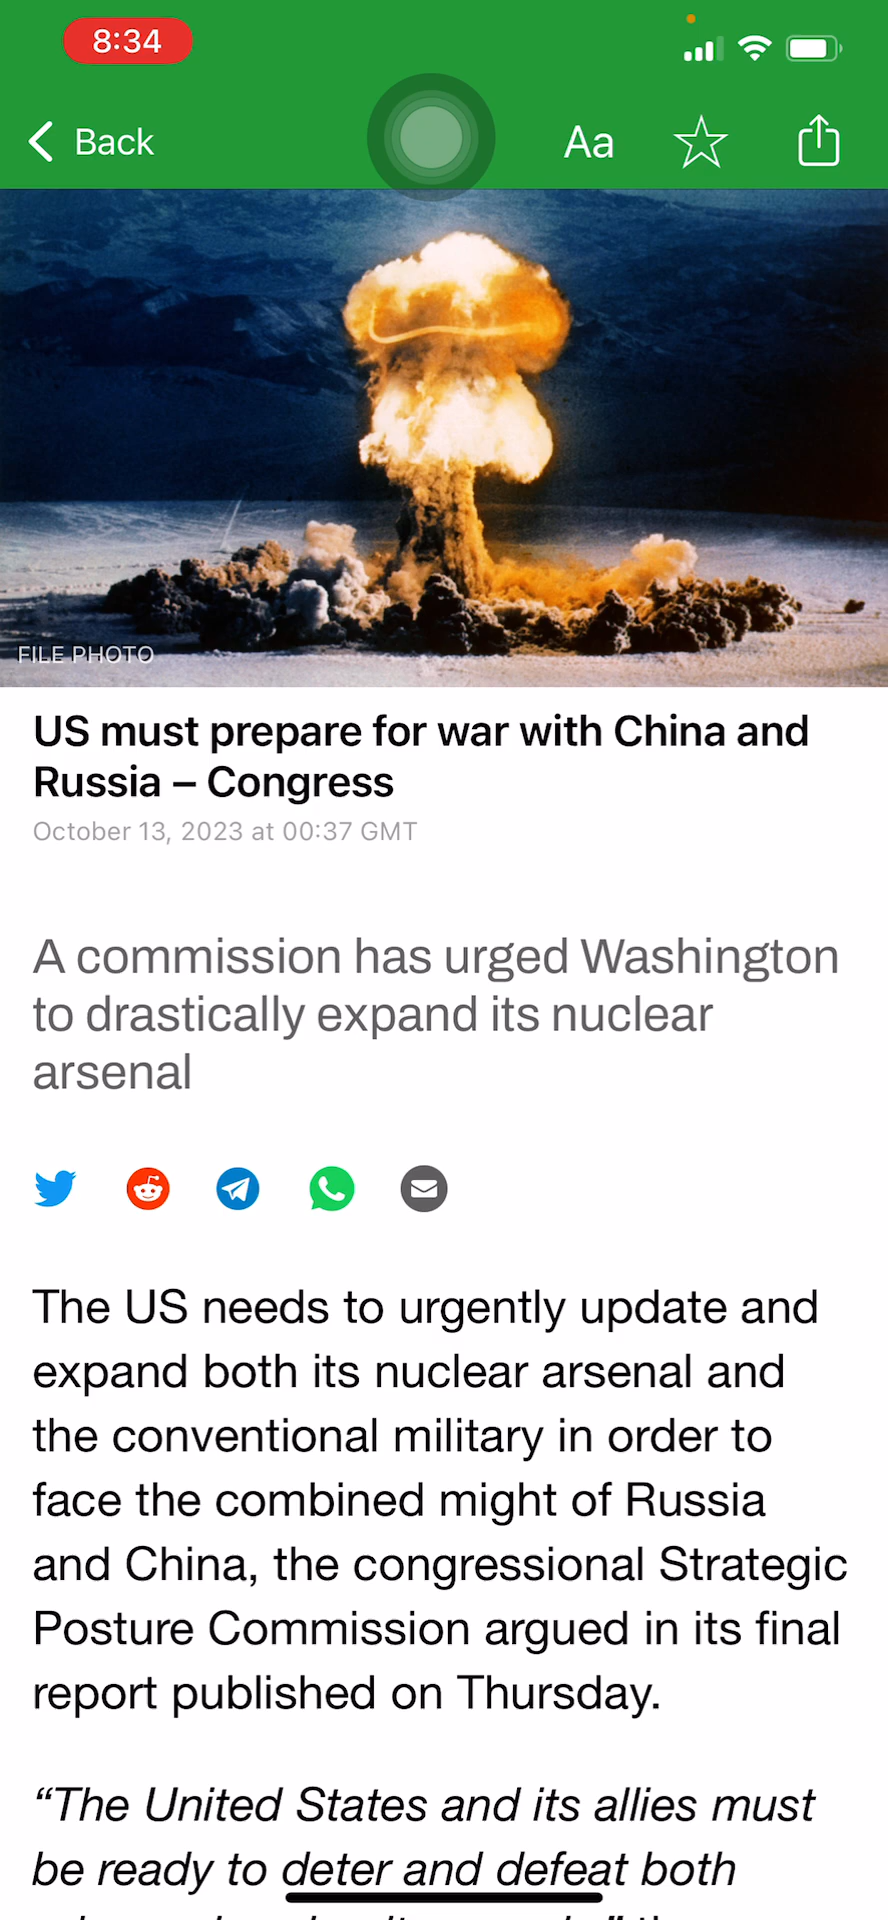 8:34
Back
Aa
FILE PHOTO
US must prepare for war with China and
Russia – Congress
October 13, 2023 at 00:37 GMT
A commission has urged Washington
to drastically expand its nuclear
arsenal
The US needs to urgently update and
expand both its nuclear arsenal and
the conventional military in order to
face the combined might of Russia
and China, the congressional Strategic
Posture Commission argued in its final
report published on Thursday.
“The United States and its allies must
be ready to deter and defeat both